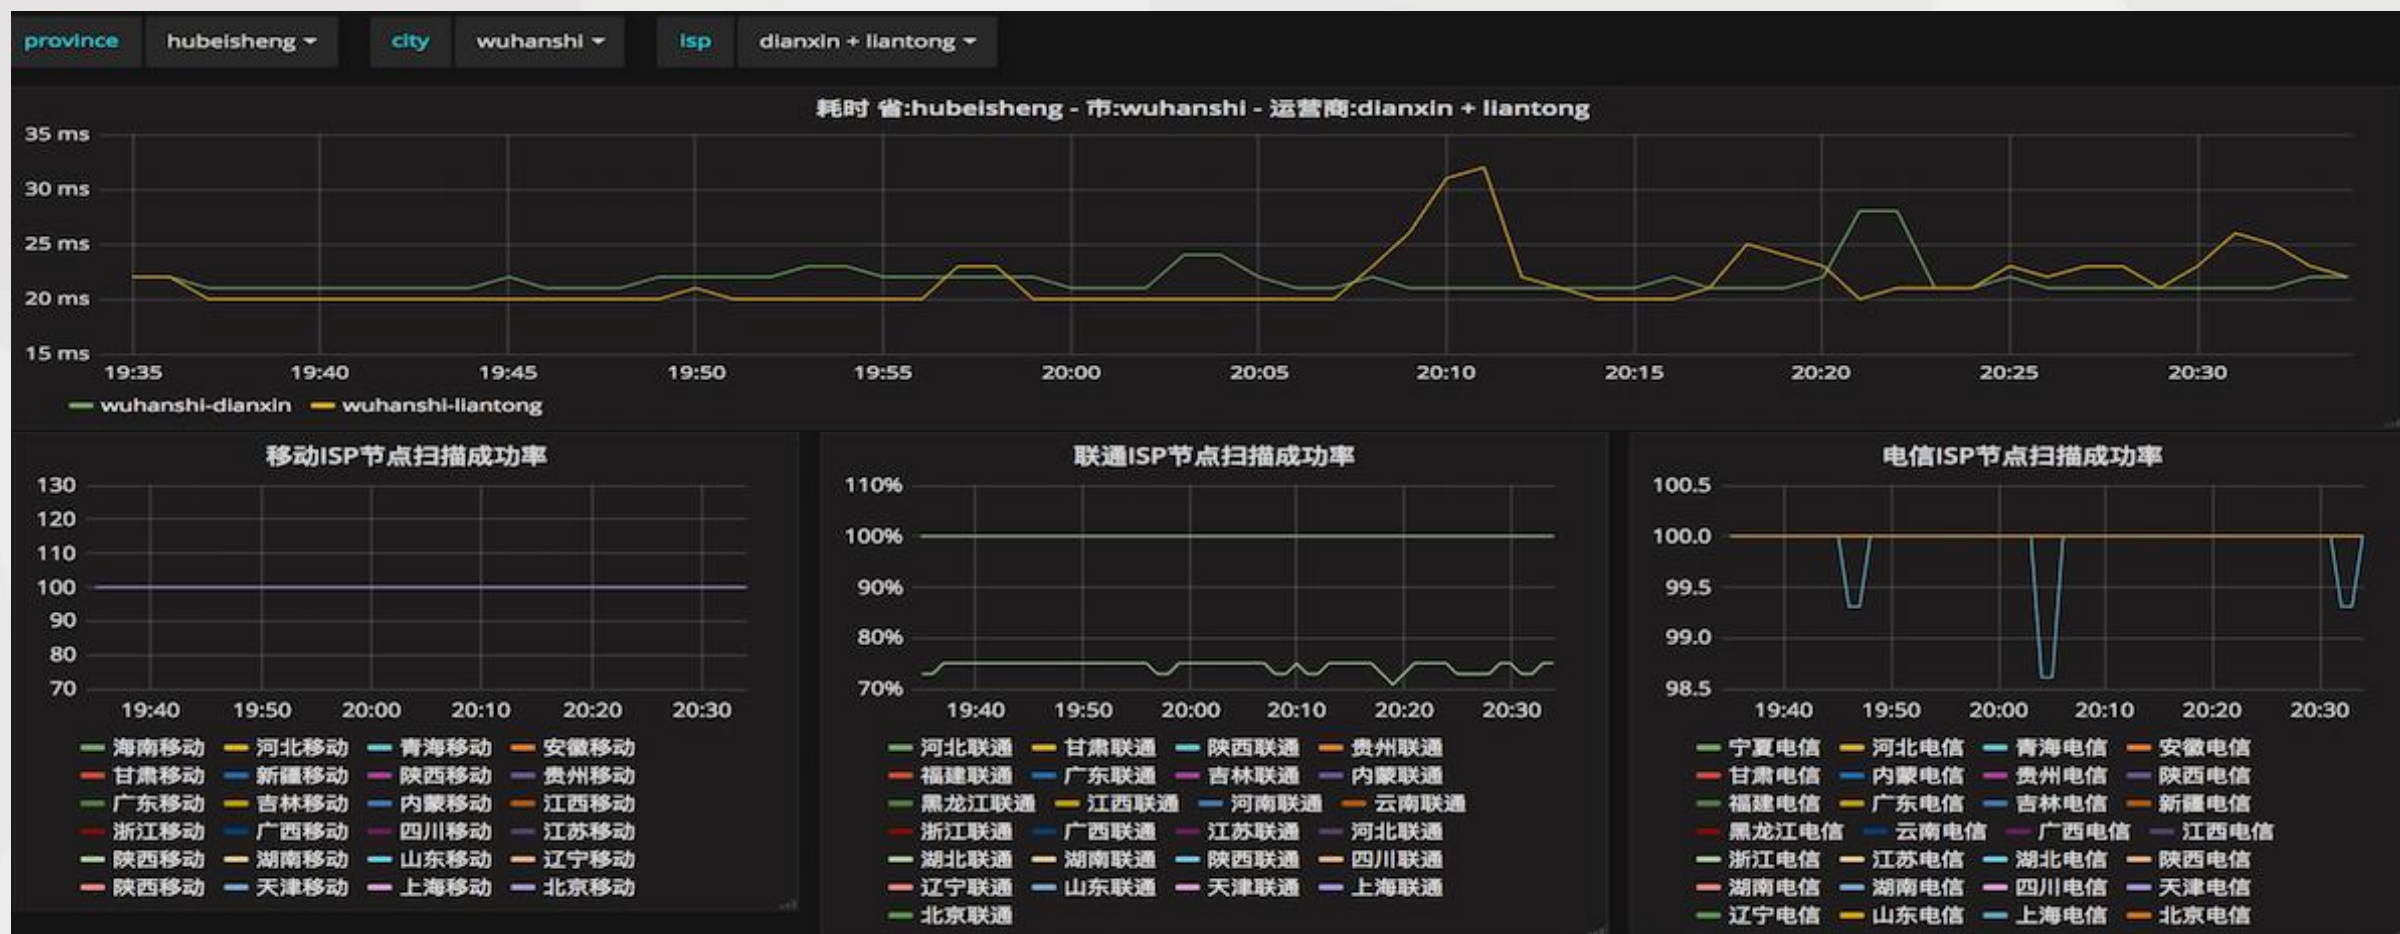 province hubeisheng city wuhanshi isp dianxin + liantong
耗时 省:hubeisheng - 市:wuhanshi - 运营商:dianxin + liantong
35 ms
30 ms
25 ms
20 ms
15 ms
19:35 19:40 19:45 19:50 19:55 20:00 20:05 20:10 20:15 20:20 20:25 20:30
wuhanshi-dianxin wuhanshi-liantong
移动ISP节点扫描成功率
130
120
110
100
90
80
70
19:40 19:50 20:00 20:10 20:20 20:30
海南移动 河北移动 青海移动 安徽移动
甘肃移动 新疆移动 陕西移动 贵州移动
广东移动 吉林移动 内蒙移动 江西移动
浙江移动 广西移动 四川移动 江苏移动
陕西移动 湖南移动 山东移动 辽宁移动
陕西移动 天津移动 上海移动 北京移动
联通ISP节点扫描成功率
110%
100%
90%
80%
70%
19:40 19:50 20:00 20:10 20:20 20:30
河北联通 甘肃联通 陕西联通 贵州联通
福建联通 广东联通 吉林联通 内蒙联通
黑龙江联通 江西联通 河南联通 云南联通
浙江联通 广西联通 江苏联通 河北联通
湖北联通 湖南联通 陕西联通 四川联通
辽宁联通 山东联通 天津联通 上海联通
北京联通
电信ISP节点扫描成功率
100.5
100.0
99.5
99.0
98.5
19:40 19:50 20:00 20:10 20:20 20:30
宁夏电信 河北电信 青海电信 安徽电信
甘肃电信 内蒙电信 贵州电信 陕西电信
福建电信 广东电信 吉林电信 新疆电信
黑龙江电信 云南电信 广西电信 江西电信
浙江电信 江苏电信 湖北电信 陕西电信
湖南电信 湖南电信 四川电信 天津电信
辽宁电信 山东电信 上海电信 北京电信